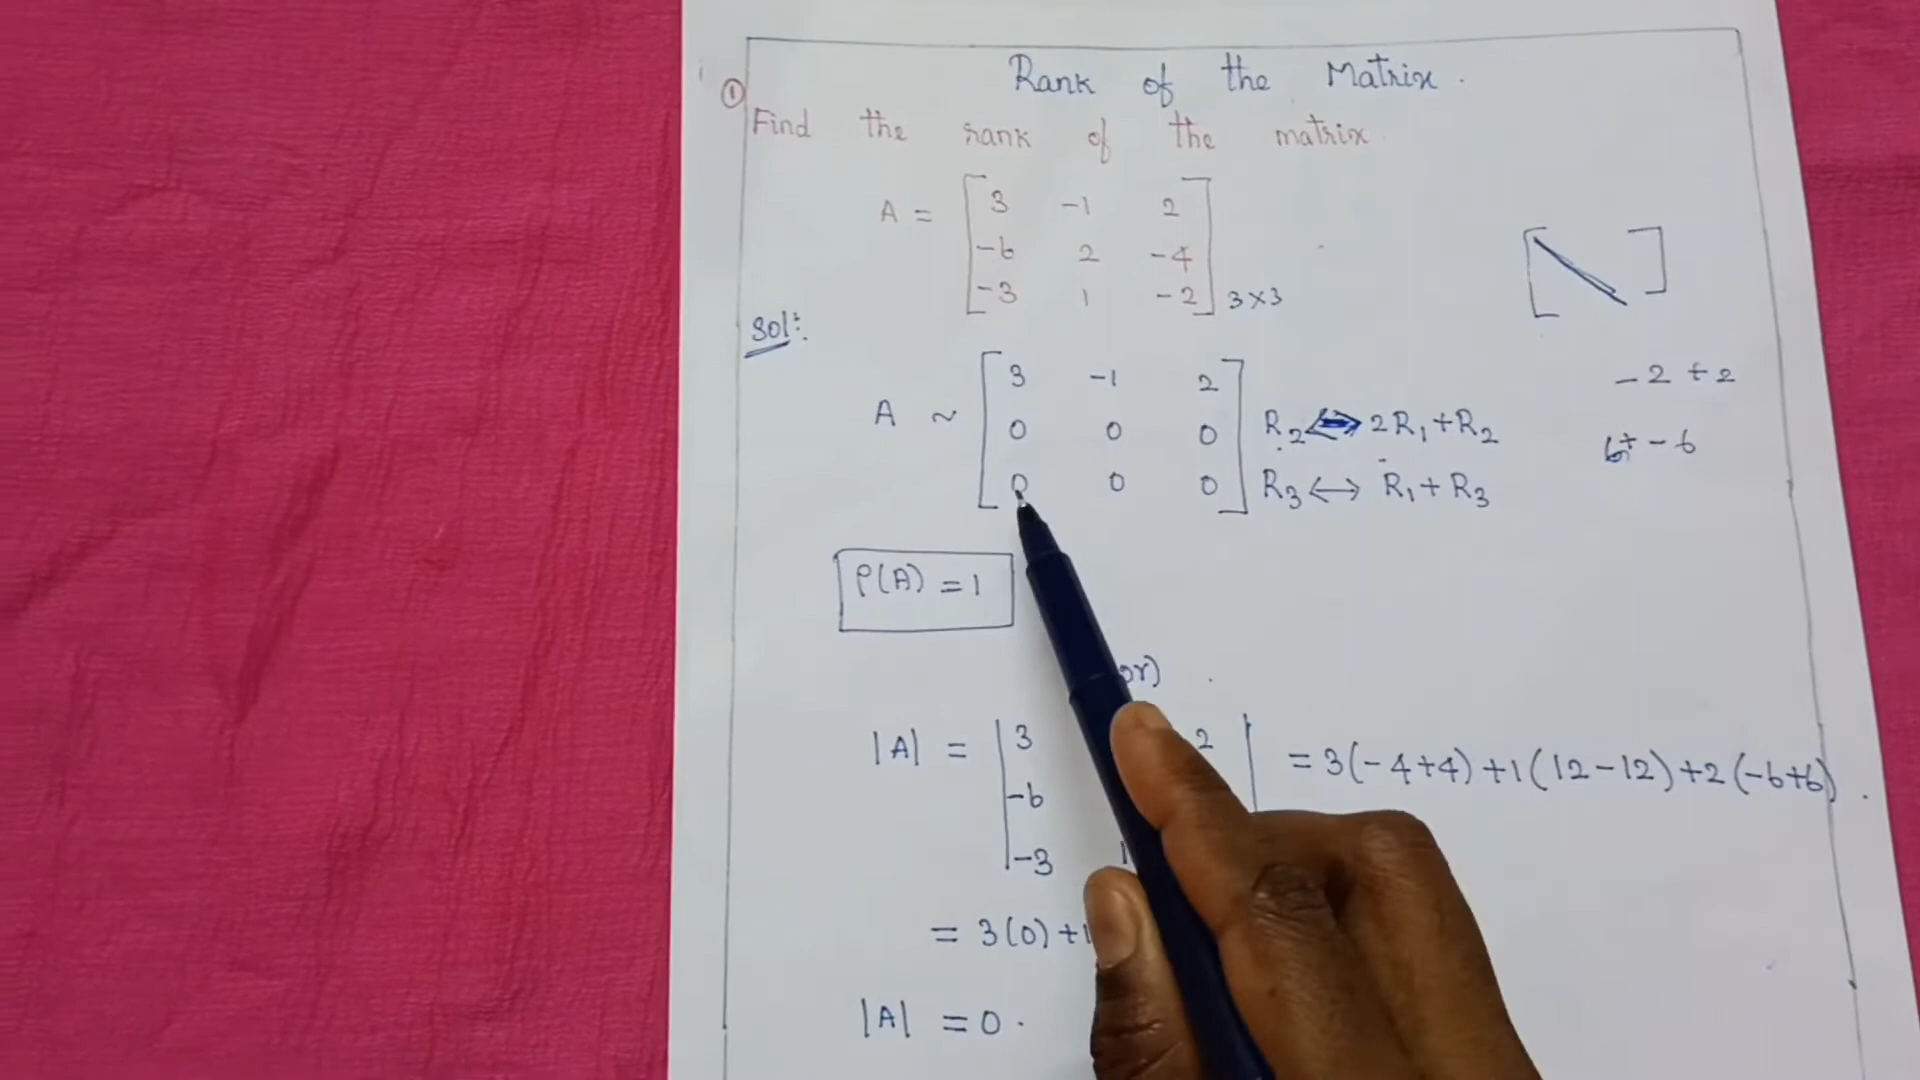 Rank of the Matrix.
①
Find the rank of the matrix.
A = [ 3 -1 2
-6 2 -4
-3 1 -2 ] 3×3
Sol:
A ~ [ 3 -1 2
0 0 0
0 0 0 ]
R₂ ↔ 2R₁+R₂
R₃ ↔ R₁+R₃
-2 +2
6+ -6
ρ(A) = 1
or)
|A| = | 3 2 | = 3(-4+4)+1(12-12)+2(-6+6).
-6
-3 1
= 3(0)+1
|A| = 0.